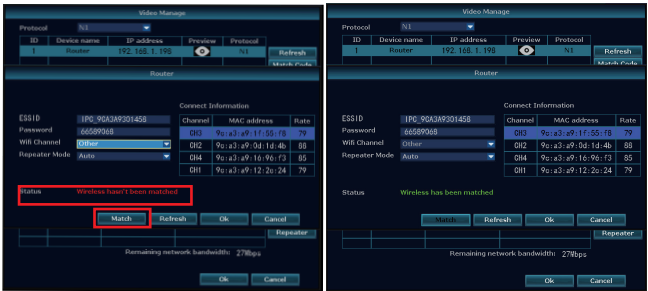 Video Manage
Protocol N1
ID Device name IP address Preview Protocol
1 Router 192.168.1.195 N1 Refresh
Match Code
Router
ESSID IPC_9CA3A9301458
Password 66589068
Wifi Channel Other
Repeater Mode Auto
Connect Information
Channel MAC address Rate
CH3 9c:a3:a9:1f:55:f8 79
CH2 9c:a3:a9:0d:1d:4b 88
CH4 9c:a3:a9:16:96:f3 85
CH1 9c:a3:a9:12:2c:24 79
Status Wireless hasn't been matched
Match Refresh Ok Cancel
Repeater
Remaining network bandwidth: 27Mbps
Ok Cancel
Video Manage
Protocol N1
ID Device name IP address Preview Protocol
1 Router 192.168.1.198 N1 Refresh
Match Code
Router
ESSID IPC_9CA3A9301458
Password 66589068
Wifi Channel Other
Repeater Mode Auto
Connect Information
Channel MAC address Rate
CH3 9c:a3:a9:1f:55:f8 79
CH2 9c:a3:a9:0d:1d:4b 88
CH4 9c:a3:a9:16:96:f3 85
CH1 9c:a3:a9:12:2c:24 79
Status Wireless has been matched
Match Refresh Ok Cancel
Repeater
Remaining network bandwidth: 27Mbps
Ok Cancel